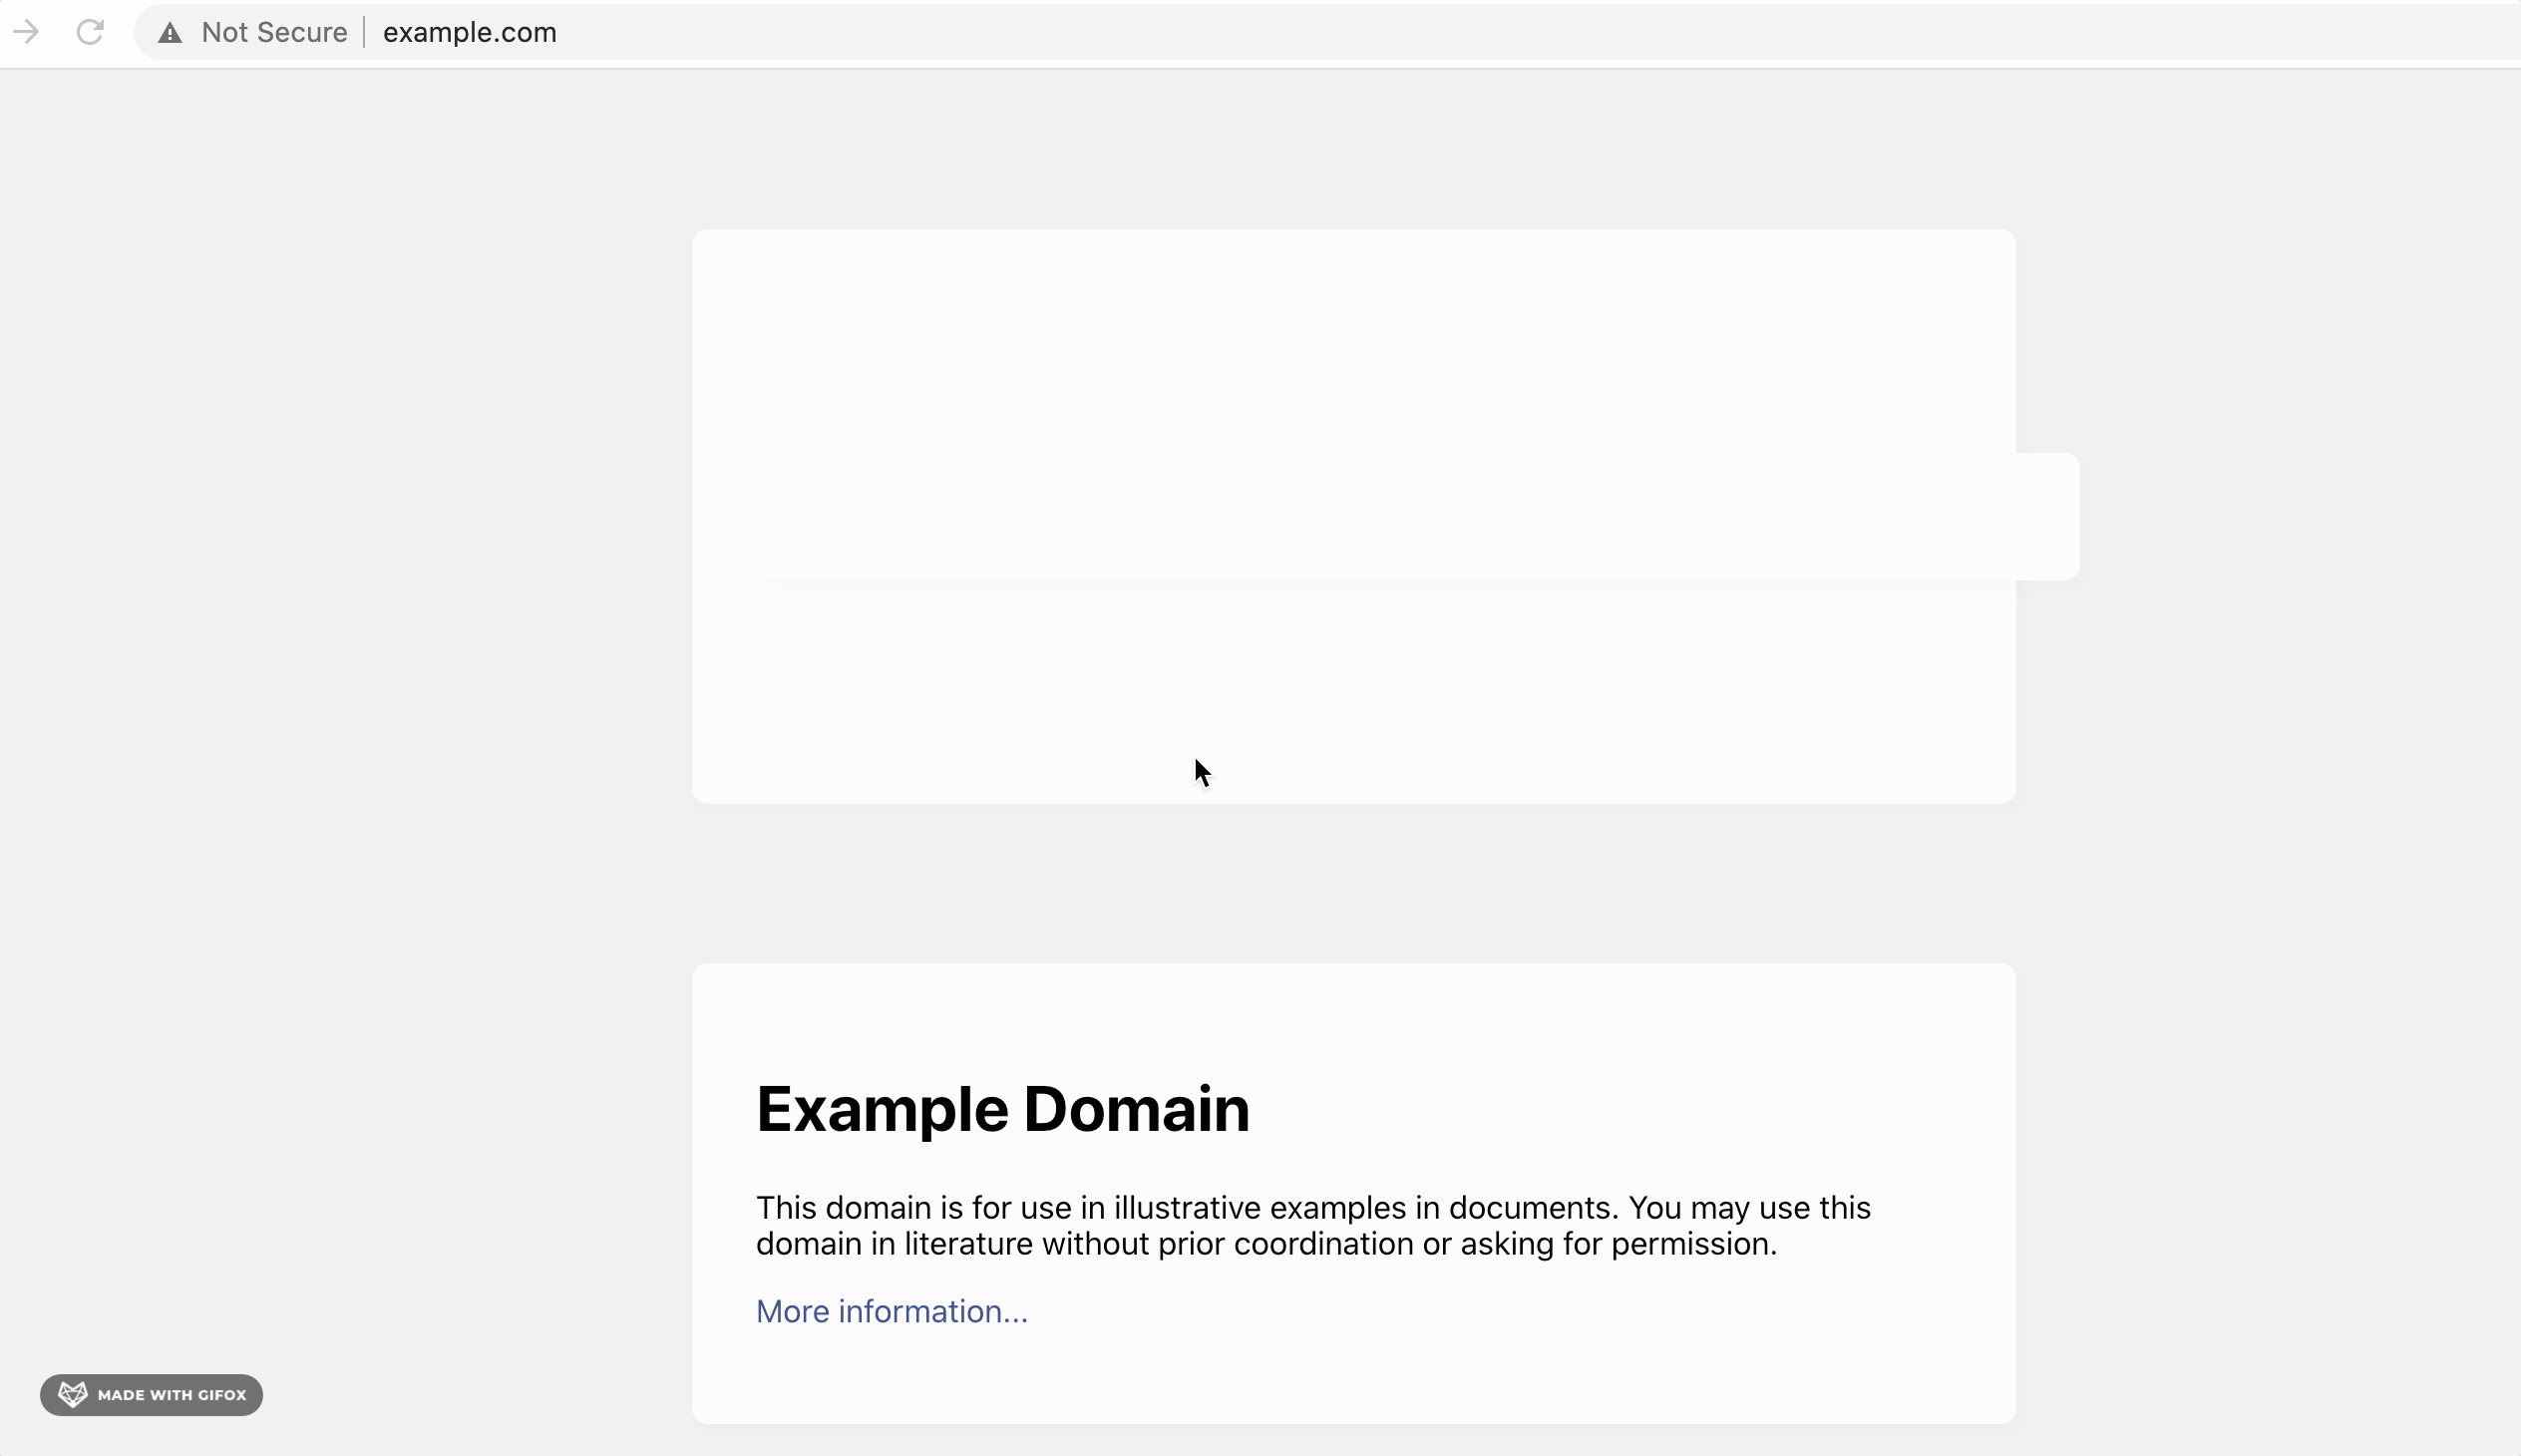 Not Secure | example.com
Example Domain
This domain is for use in illustrative examples in documents. You may use this
domain in literature without prior coordination or asking for permission.
More information...
MADE WITH GIFOX